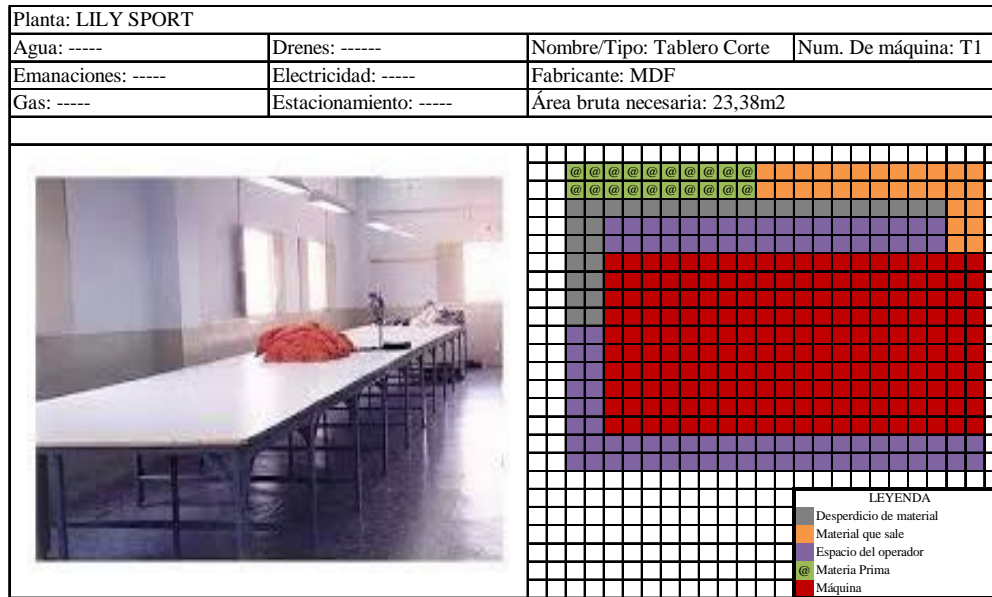 Planta: LILY SPORT
Agua: -----
Drenes: ------
Nombre/Tipo: Tablero Corte
Num. De máquina: T1
Emanaciones: -----
Electricidad: -----
Fabricante: MDF
Gas: -----
Estacionamiento: -----
Área bruta necesaria: 23,38m2
@ @ @ @ @ @ @ @ @ @
@ @ @ @ @ @ @ @ @ @
LEYENDA
Desperdicio de material
Material que sale
Espacio del operador
@ Materia Prima
Máquina